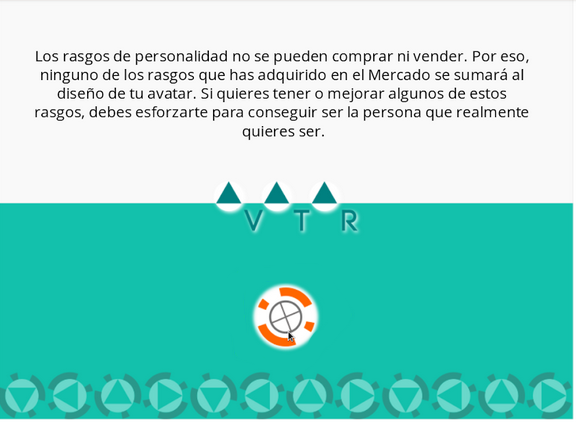 Los rasgos de personalidad no se pueden comprar ni vender. Por eso,
ninguno de los rasgos que has adquirido en el Mercado se sumará al
diseño de tu avatar. Si quieres tener o mejorar algunos de estos
rasgos, debes esforzarte para conseguir ser la persona que realmente
quieres ser.
V T R